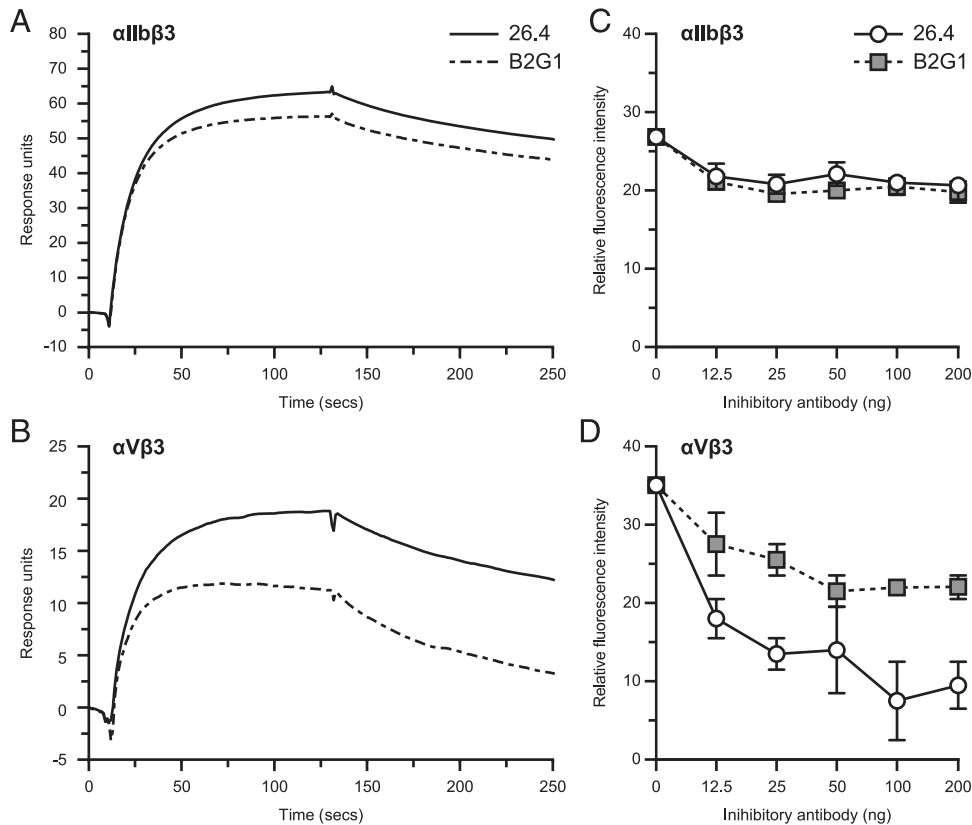 A
αIIbβ3
26.4
B2G1
Response units
80
70
60
50
40
30
20
10
0
-10
0
50
100
150
200
250
Time (secs)
C
αIIbβ3
26.4
B2G1
Relative fluorescence intensity
40
30
20
10
0
0
12.5
25
50
100
200
Inihibitory antibody (ng)
B
αVβ3
Response units
25
20
15
10
5
0
-5
0
50
100
150
200
250
Time (secs)
D
αVβ3
Relative fluorescence intensity
40
30
20
10
0
0
12.5
25
50
100
200
Inihibitory antibody (ng)